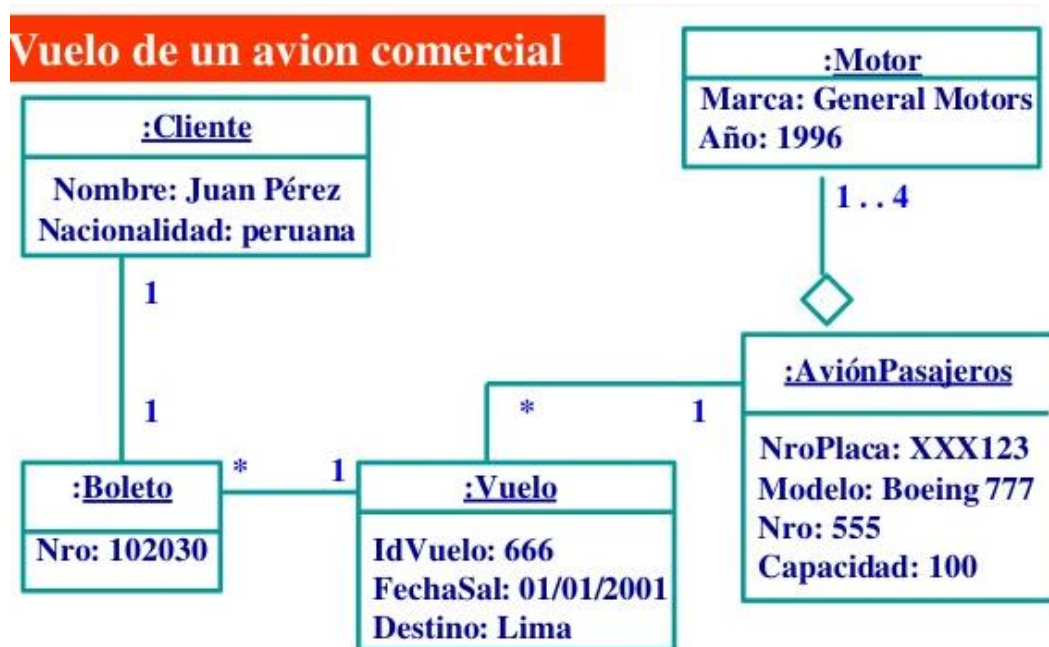 Vuelo de un avion comercial
:Cliente
Nombre: Juan Pérez
Nacionalidad: peruana
1
1
:Boleto
Nro: 102030
*
1
:Vuelo
IdVuelo: 666
FechaSal: 01/01/2001
Destino: Lima
*
1
:Motor
Marca: General Motors
Año: 1996
1 . . 4
:AviónPasajeros
NroPlaca: XXX123
Modelo: Boeing 777
Nro: 555
Capacidad: 100